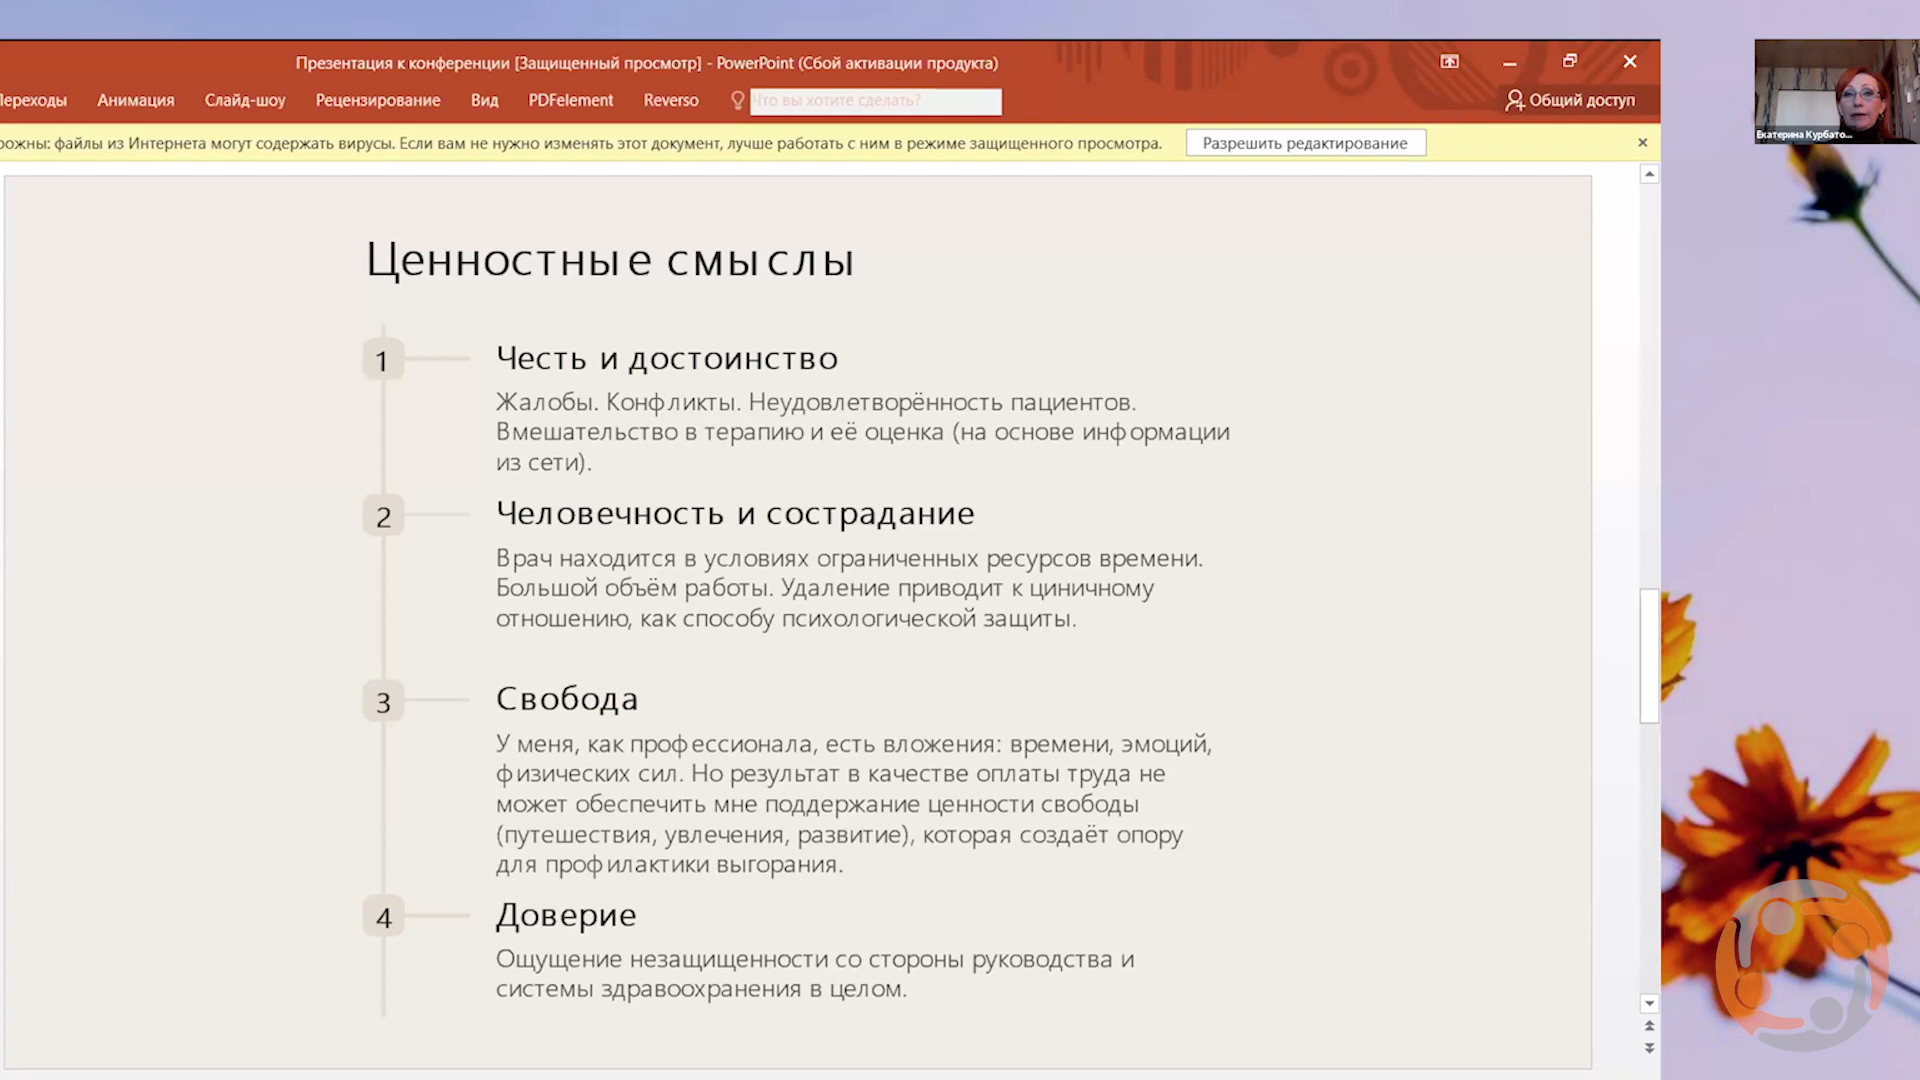 Презентация к конференции [Защищенный просмотр] - PowerPoint (Сбой активации продукта)
Анимация Слайд-шоу Рецензирование Вид PDFelement Reverso Что вы хотите сделать? Общий доступ
файлы из Интернета могут содержать вирусы. Если вам не нужно изменять этот документ, лучше работать с ним в режиме защищенного просмотра. Разрешить редактирование
Екатерина Курбато...
Ценностные смыслы
1 Честь и достоинство
Жалобы. Конфликты. Неудовлетворённость пациентов.
Вмешательство в терапию и её оценка (на основе информации
из сети).
2 Человечность и сострадание
Врач находится в условиях ограниченных ресурсов времени.
Большой объём работы. Удаление приводит к циничному
отношению, как способу психологической защиты.
3 Свобода
У меня, как профессионала, есть вложения: времени, эмоций,
физических сил. Но результат в качестве оплаты труда не
может обеспечить мне поддержание ценности свободы
(путешествия, увлечения, развитие), которая создаёт опору
для профилактики выгорания.
4 Доверие
Ощущение незащищенности со стороны руководства и
системы здравоохранения в целом.